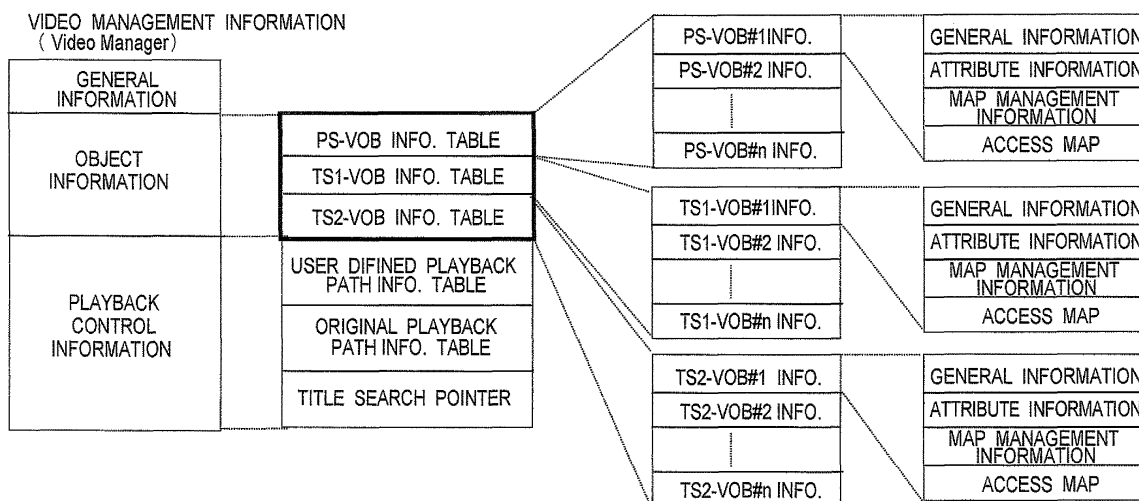 VIDEO MANAGEMENT INFORMATION
( Video Manager)
GENERAL
INFORMATION
OBJECT
INFORMATION
PLAYBACK
CONTROL
INFORMATION
PS-VOB INFO. TABLE
TS1-VOB INFO. TABLE
TS2-VOB INFO. TABLE
USER DIFINED PLAYBACK
PATH INFO. TABLE
ORIGINAL PLAYBACK
PATH INFO. TABLE
TITLE SEARCH POINTER
PS-VOB#1INFO.
PS-VOB#2 INFO.
PS-VOB#n INFO.
GENERAL INFORMATION
ATTRIBUTE INFORMATION
MAP MANAGEMENT
INFORMATION
ACCESS MAP
TS1-VOB#1INFO.
TS1-VOB#2 INFO.
TS1-VOB#n INFO.
GENERAL INFORMATION
ATTRIBUTE INFORMATION
MAP MANAGEMENT
INFORMATION
ACCESS MAP
TS2-VOB#1 INFO.
TS2-VOB#2 INFO.
TS2-VOB#n INFO.
GENERAL INFORMATION
ATTRIBUTE INFORMATION
MAP MANAGEMENT
INFORMATION
ACCESS MAP